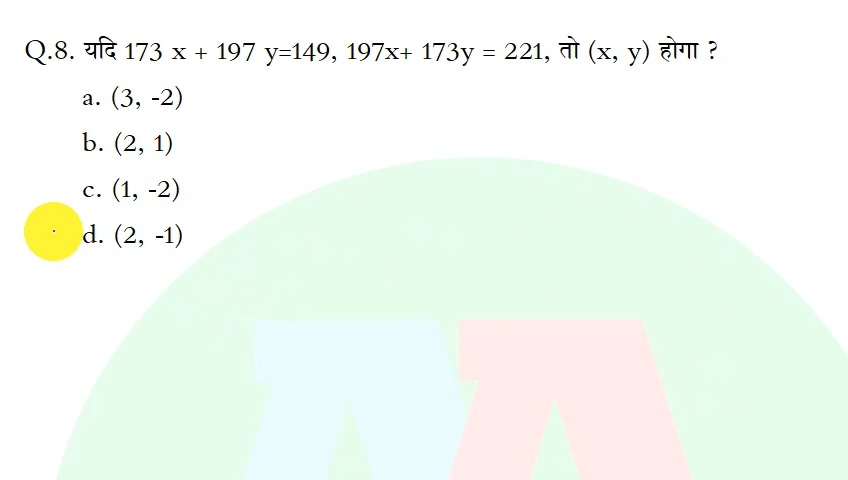 Q.8. यदि 173 x + 197 y=149, 197x+ 173y = 221, तो (x, y) होगा ?
a. (3, -2)
b. (2, 1)
c. (1, -2)
d. (2, -1)